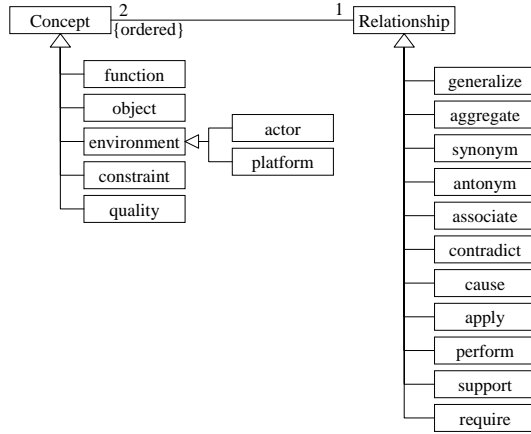 Concept
2
{ordered}
1
Relationship
function
object
environment
constraint
quality
actor
platform
generalize
aggregate
synonym
antonym
associate
contradict
cause
apply
perform
support
require